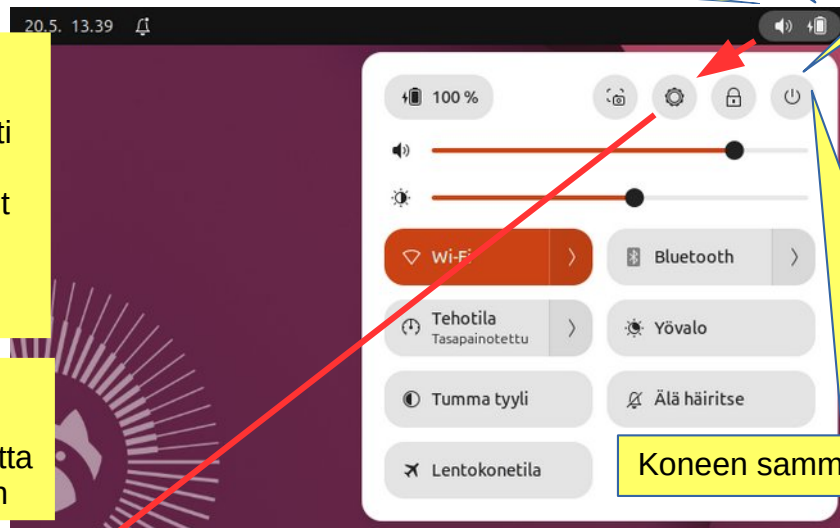 20.5. 13.39
100 %
Wi-Fi
Bluetooth
Tehotila
Tasapainotettu
Yövalo
Tumma tyyli
Älä häiritse
Lentokonetila
Koneen samm